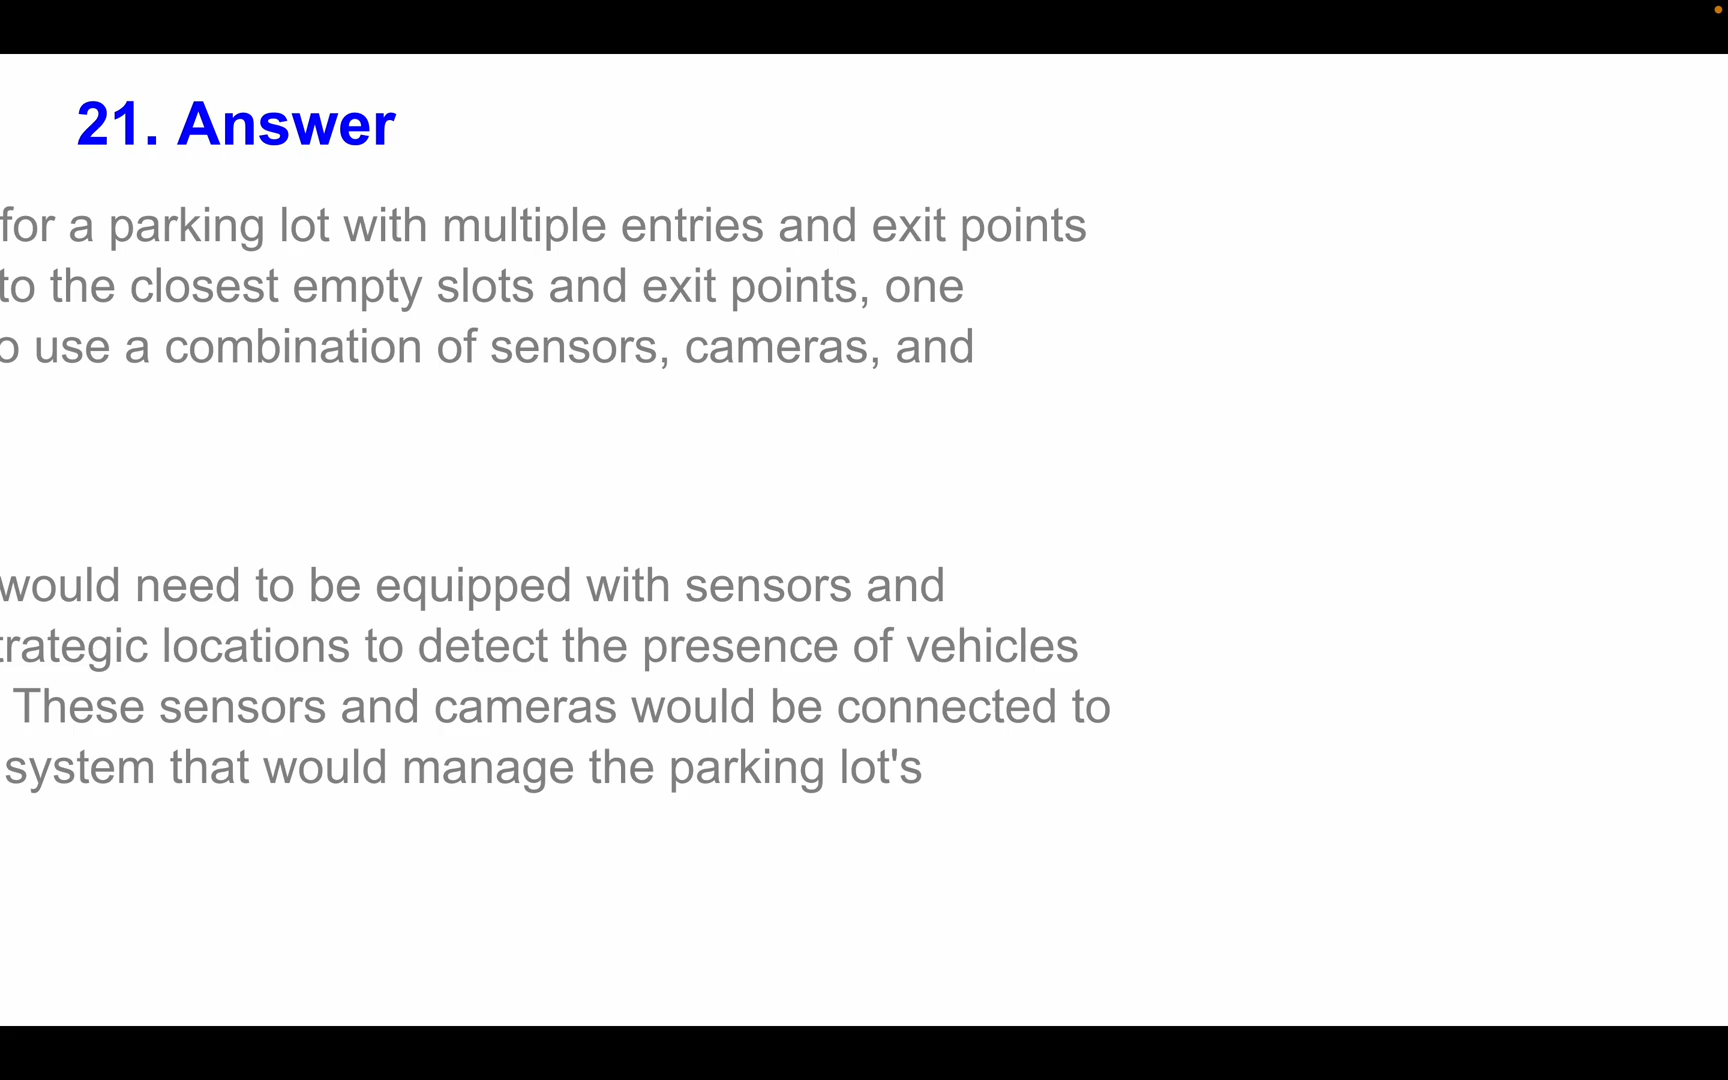 21. Answer
for a parking lot with multiple entries and exit points
to the closest empty slots and exit points, one
o use a combination of sensors, cameras, and
would need to be equipped with sensors and
trategic locations to detect the presence of vehicles
These sensors and cameras would be connected to
system that would manage the parking lot's